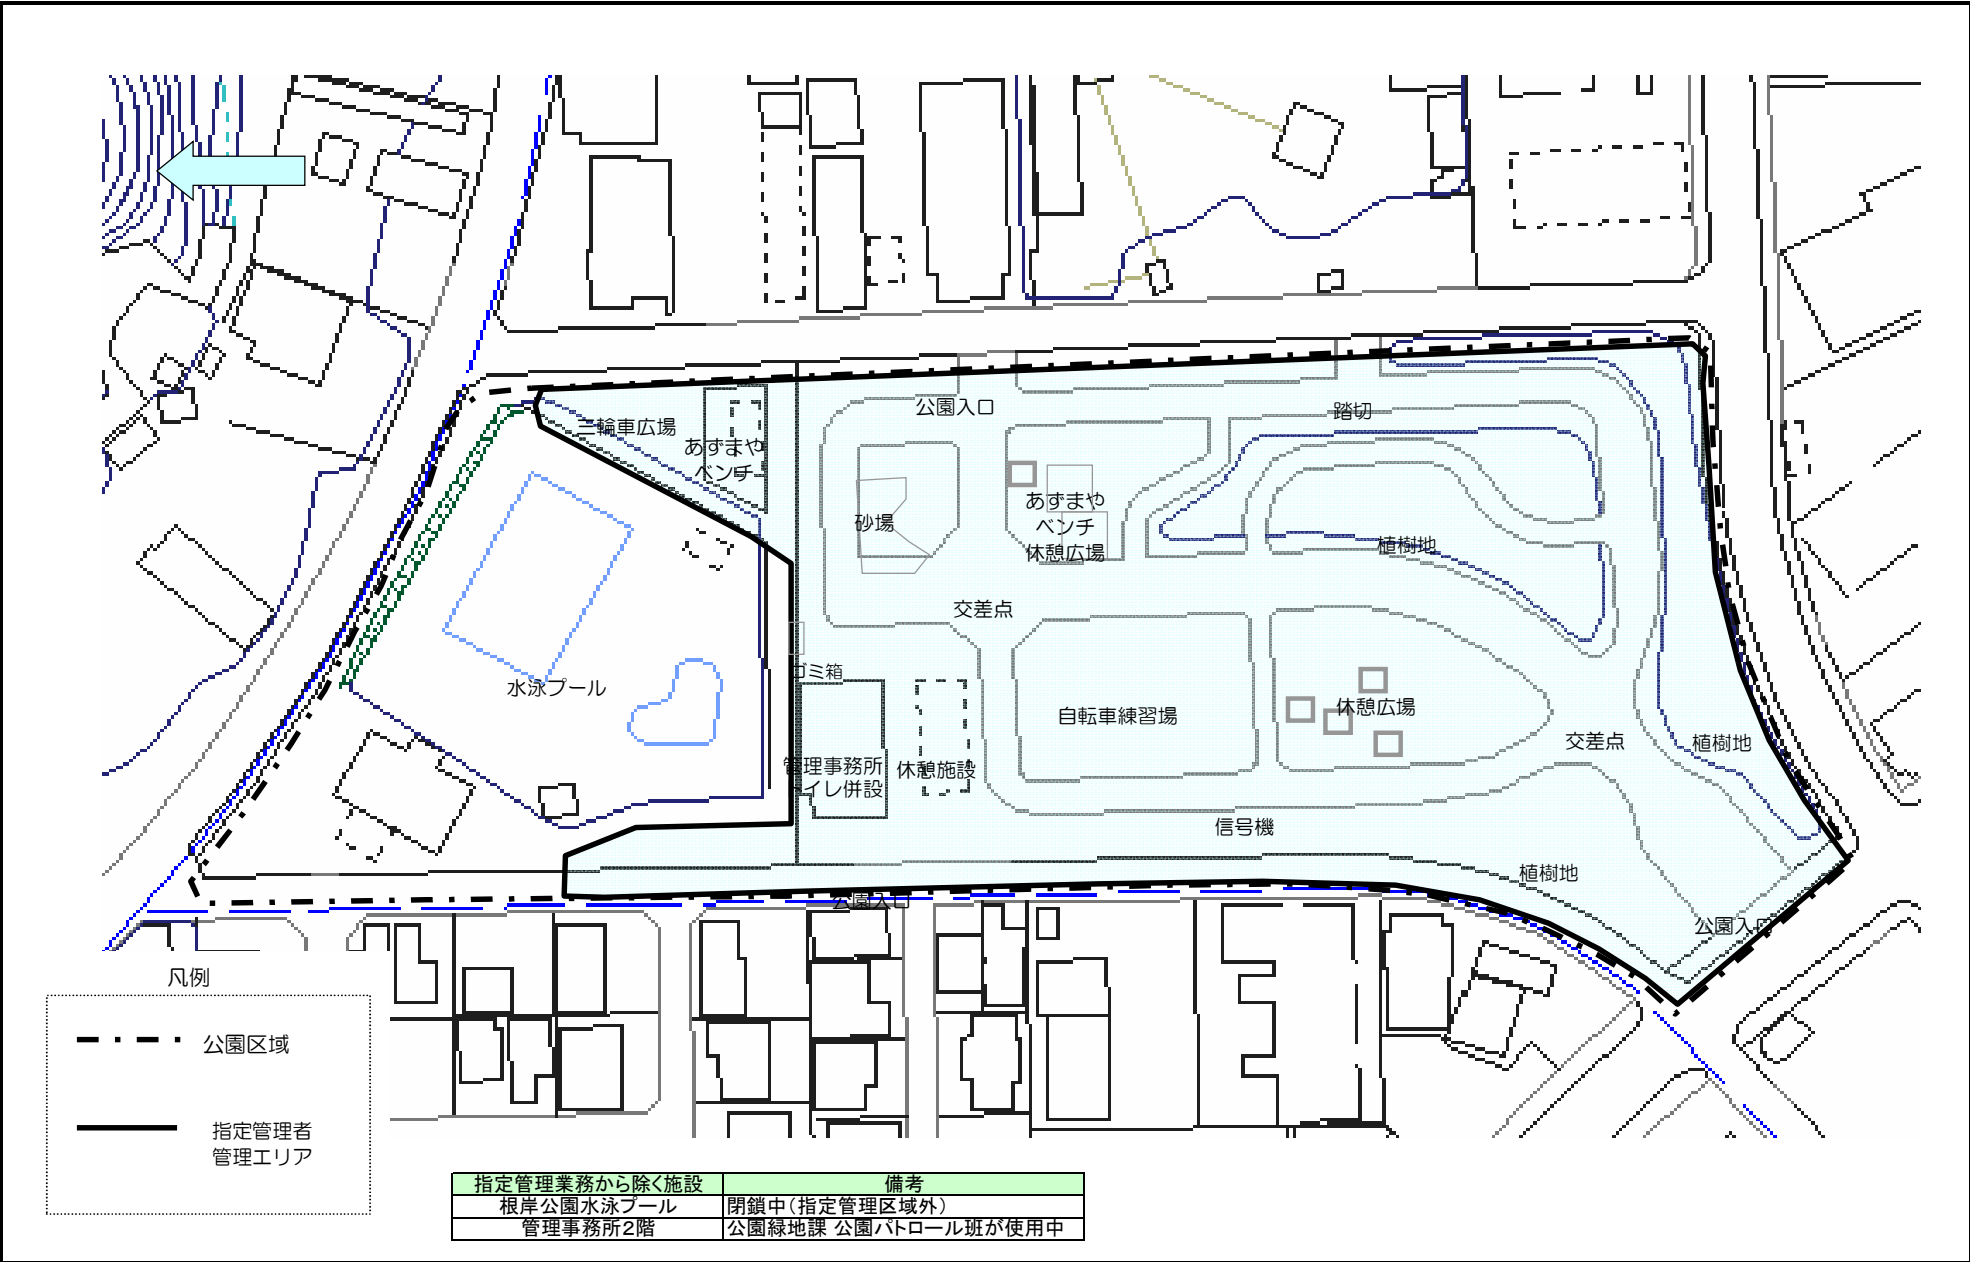 公園入口
踏切
三輪車広場
あずまや
ベンチ
あずまや
ベンチ
休憩広場
砂場
植樹地
交差点
ゴミ箱
水泳プール
自転車練習場
休憩広場
交差点
植樹地
管理事務所
トイレ併設
休憩施設
信号機
植樹地
公園入口
公園入口
凡例
公園区域
指定管理者
管理エリア
指定管理業務から除く施設 備考
根岸公園水泳プール 閉鎖中(指定管理区域外)
管理事務所2階 公園緑地課 公園パトロール班が使用中